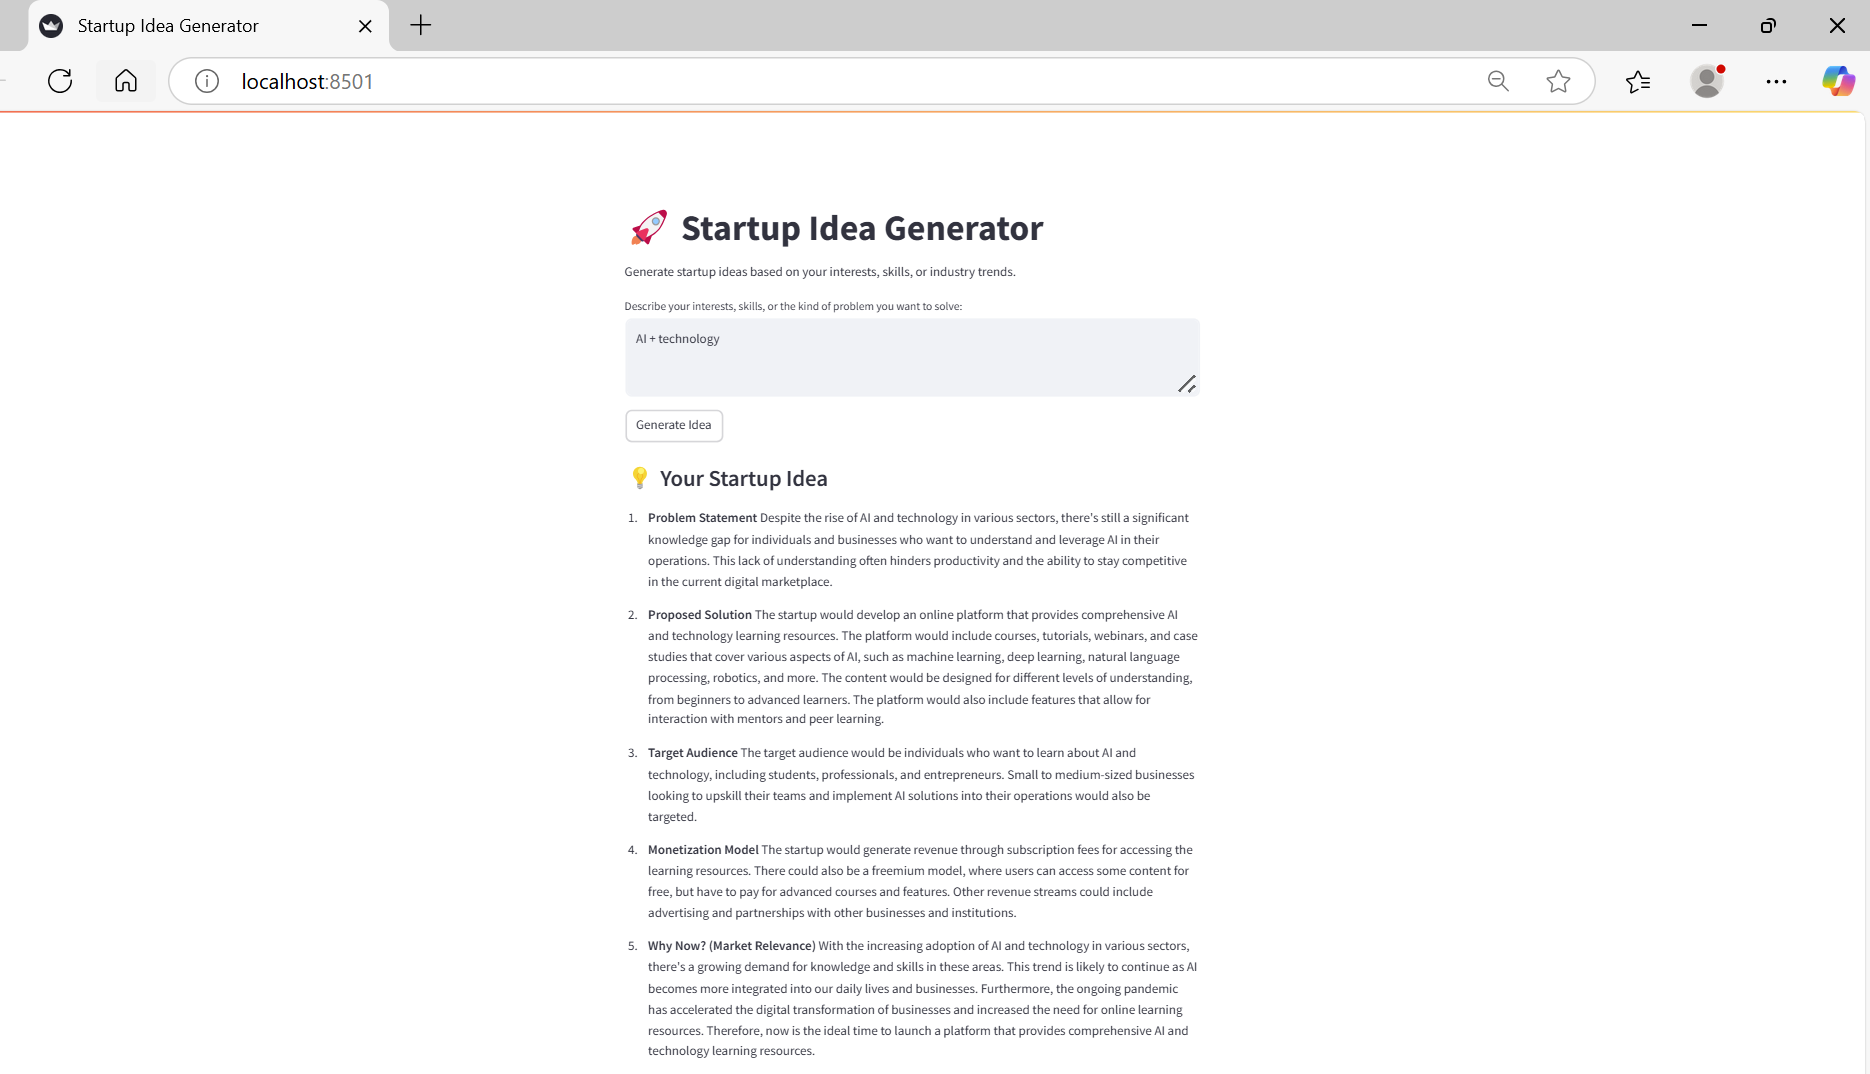 Startup Idea Generator
localhost:8501
🚀 Startup Idea Generator
Generate startup ideas based on your interests, skills, or industry trends.
Describe your interests, skills, or the kind of problem you want to solve:
AI + technology
Generate Idea
💡 Your Startup Idea
1. Problem Statement Despite the rise of AI and technology in various sectors, there's still a significant
knowledge gap for individuals and businesses who want to understand and leverage AI in their
operations. This lack of understanding often hinders productivity and the ability to stay competitive
in the current digital marketplace.
2. Proposed Solution The startup would develop an online platform that provides comprehensive AI
and technology learning resources. The platform would include courses, tutorials, webinars, and case
studies that cover various aspects of AI, such as machine learning, deep learning, natural language
processing, robotics, and more. The content would be designed for different levels of understanding,
from beginners to advanced learners. The platform would also include features that allow for
interaction with mentors and peer learning.
3. Target Audience The target audience would be individuals who want to learn about AI and
technology, including students, professionals, and entrepreneurs. Small to medium-sized businesses
looking to upskill their teams and implement AI solutions into their operations would also be
targeted.
4. Monetization Model The startup would generate revenue through subscription fees for accessing the
learning resources. There could also be a freemium model, where users can access some content for
free, but have to pay for advanced courses and features. Other revenue streams could include
advertising and partnerships with other businesses and institutions.
5. Why Now? (Market Relevance) With the increasing adoption of AI and technology in various sectors,
there's a growing demand for knowledge and skills in these areas. This trend is likely to continue as AI
becomes more integrated into our daily lives and businesses. Furthermore, the ongoing pandemic
has accelerated the digital transformation of businesses and increased the need for online learning
resources. Therefore, now is the ideal time to launch a platform that provides comprehensive AI and
technology learning resources.